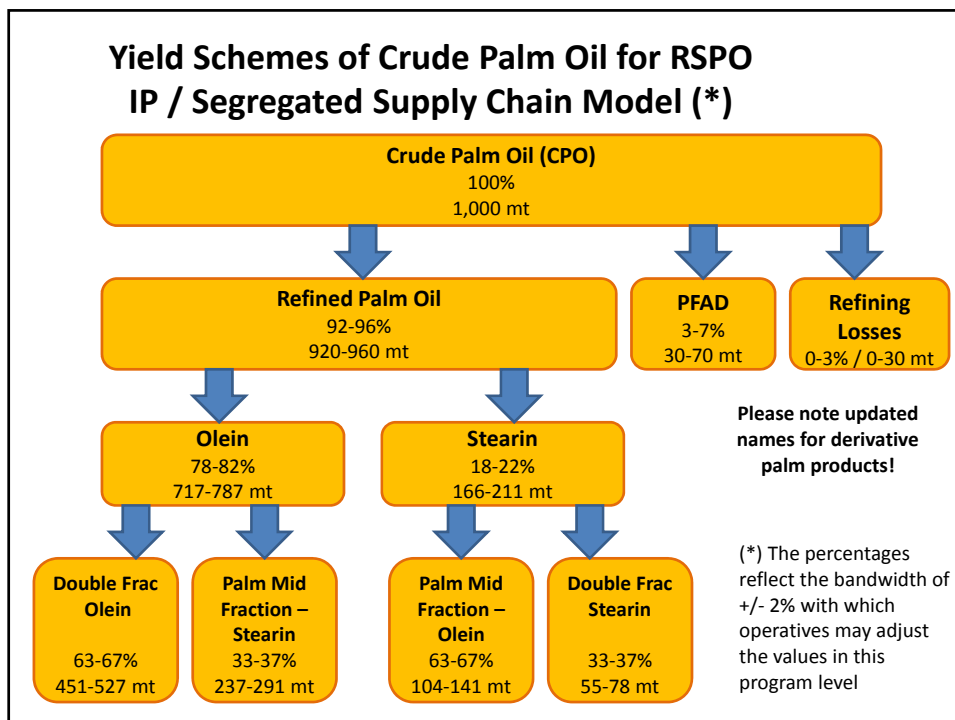 Yield Schemes of Crude Palm Oil for RSPO
IP / Segregated Supply Chain Model (*)
Crude Palm Oil (CPO)
100%
1,000 mt
Refined Palm Oil
92-96%
920-960 mt
PFAD
3-7%
30-70 mt
Refining
Losses
0-3% / 0-30 mt
Olein
78-82%
717-787 mt
Stearin
18-22%
166-211 mt
Please note updated
names for derivative
palm products!
Double Frac
Olein
63-67%
451-527 mt
Palm Mid
Fraction –
Stearin
33-37%
237-291 mt
Palm Mid
Fraction –
Olein
63-67%
104-141 mt
Double Frac
Stearin
33-37%
55-78 mt
(*) The percentages
reflect the bandwidth of
+/- 2% with which
operatives may adjust
the values in this
program level